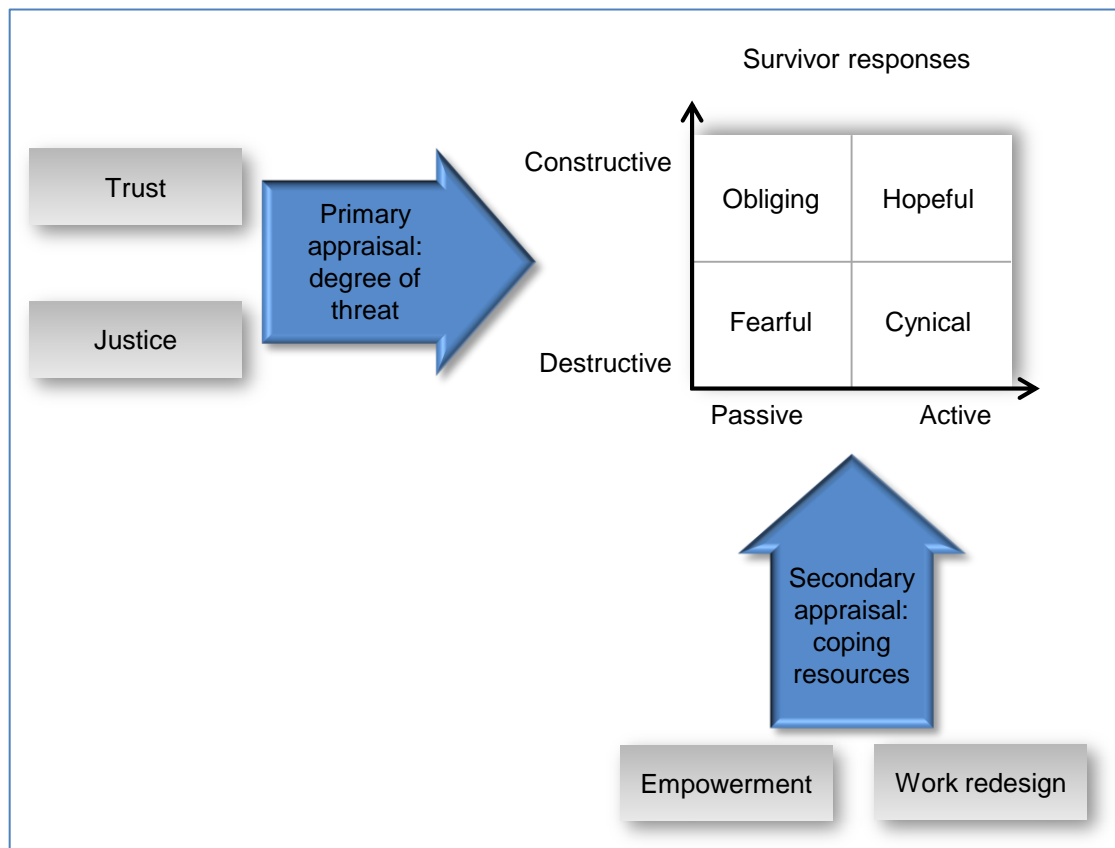 Survivor responses
Trust
Justice
Primary
appraisal:
degree of
threat
Constructive
Destructive
Obliging
Hopeful
Fearful
Cynical
Passive
Active
Secondary
appraisal:
coping
resources
Empowerment
Work redesign